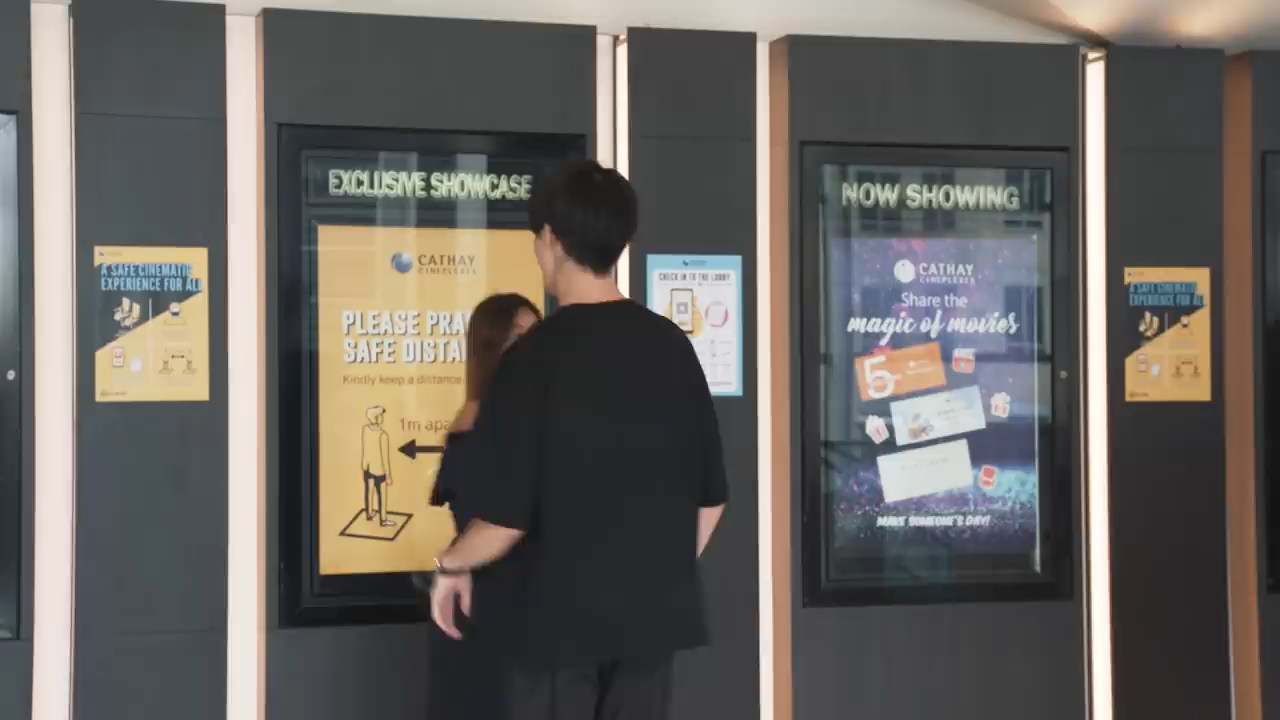 A SAFE CINEMATIC
EXPERIENCE FOR ALL
EXCLUSIVE SHOWCASE
CATHAY
CINEPLEXES
PLEASE PRA
SAFE DISTA
Kindly keep a distance
1m apa
CHECK IN TO THE LOBBY
NOW SHOWING
CATHAY
CINEPLEXES
Share the
magic of movies
5
MAKE SOMEONE'S DAY!
A SAFE CINEMATIC
EXPERIENCE FOR ALL